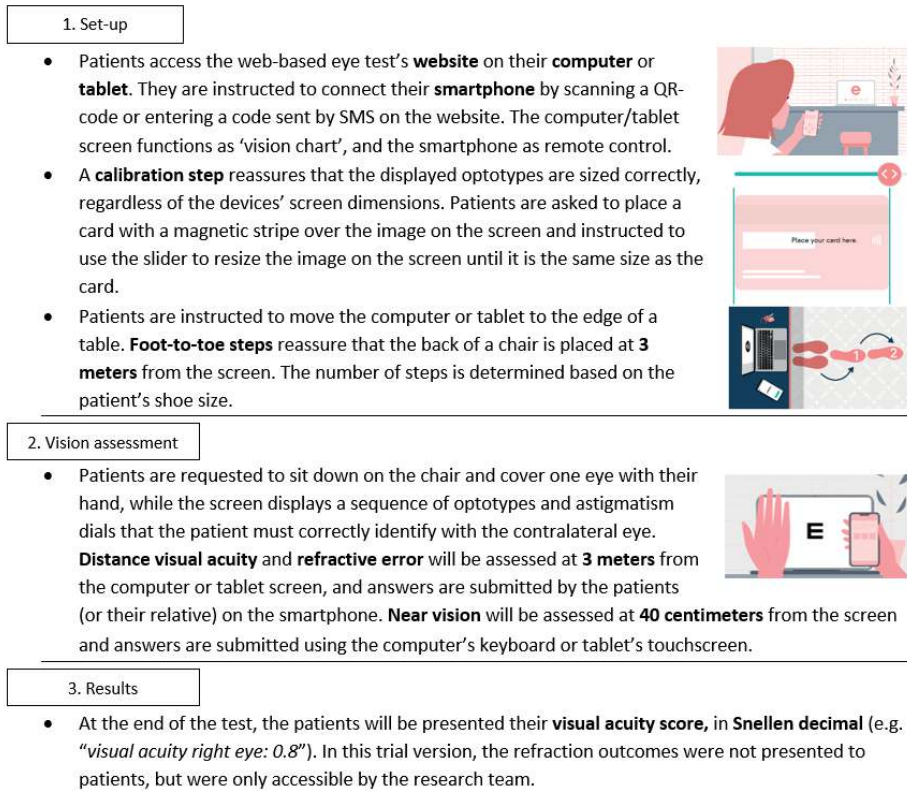 1. Set-up
• Patients access the web-based eye test's website on their computer or
tablet. They are instructed to connect their smartphone by scanning a QR-
code or entering a code sent by SMS on the website. The computer/tablet
screen functions as 'vision chart', and the smartphone as remote control.
e
• A calibration step reassures that the displayed optotypes are sized correctly,
regardless of the devices' screen dimensions. Patients are asked to place a
card with a magnetic stripe over the image on the screen and instructed to
use the slider to resize the image on the screen until it is the same size as the
card.
Place your card here.
• Patients are instructed to move the computer or tablet to the edge of a
table. Foot-to-toe steps reassure that the back of a chair is placed at 3
meters from the screen. The number of steps is determined based on the
patient's shoe size.
1
2
2. Vision assessment
• Patients are requested to sit down on the chair and cover one eye with their
hand, while the screen displays a sequence of optotypes and astigmatism
dials that the patient must correctly identify with the contralateral eye.
Distance visual acuity and refractive error will be assessed at 3 meters from
the computer or tablet screen, and answers are submitted by the patients
(or their relative) on the smartphone. Near vision will be assessed at 40 centimeters from the screen
and answers are submitted using the computer's keyboard or tablet's touchscreen.
E
3. Results
• At the end of the test, the patients will be presented their visual acuity score, in Snellen decimal (e.g.
"visual acuity right eye: 0.8"). In this trial version, the refraction outcomes were not presented to
patients, but were only accessible by the research team.